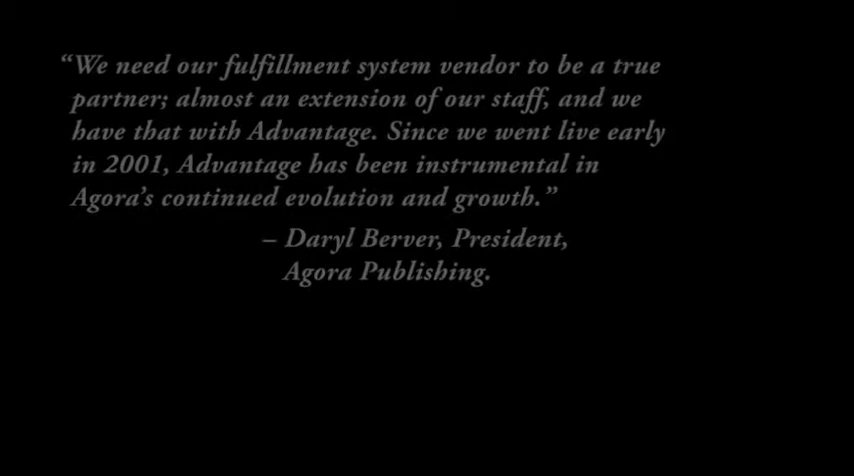 “We need our fulfillment system vendor to be a true
partner; almost an extension of our staff, and we
have that with Advantage. Since we went live early
in 2001, Advantage has been instrumental in
Agora’s continued evolution and growth.”
– Daryl Berver, President,
Agora Publishing.